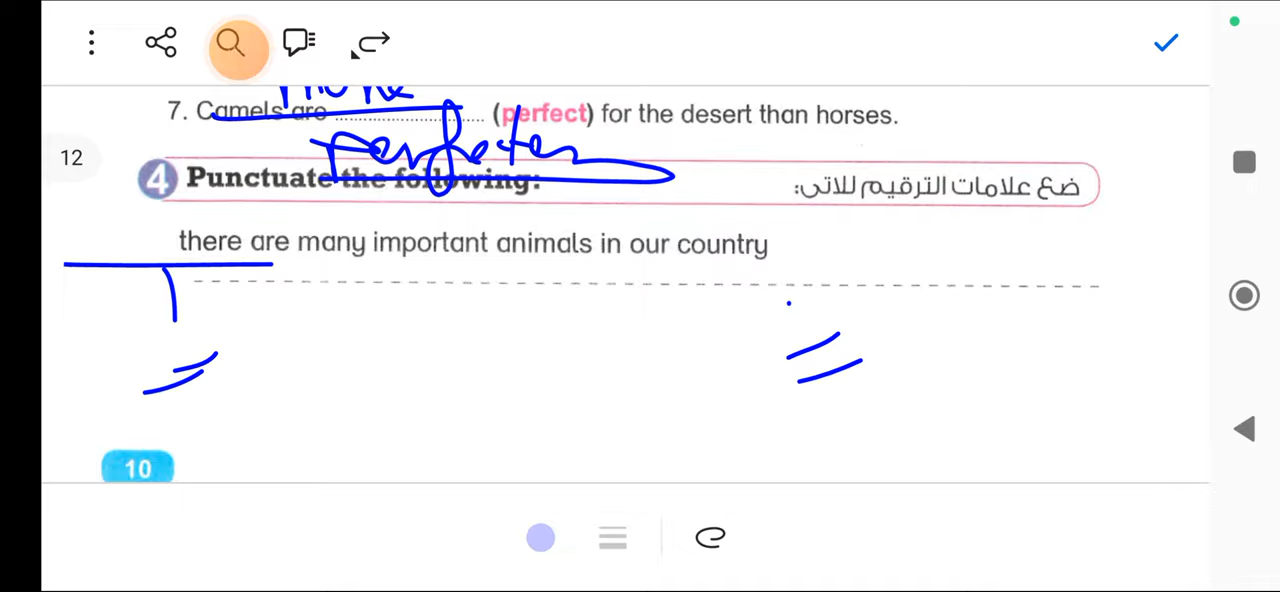 more
7. Camels are ........................... (perfect) for the desert than horses.
12
4 Punctuate the following:
ضع علامات الترقيم للاتى:
there are many important animals in our country
T .
10